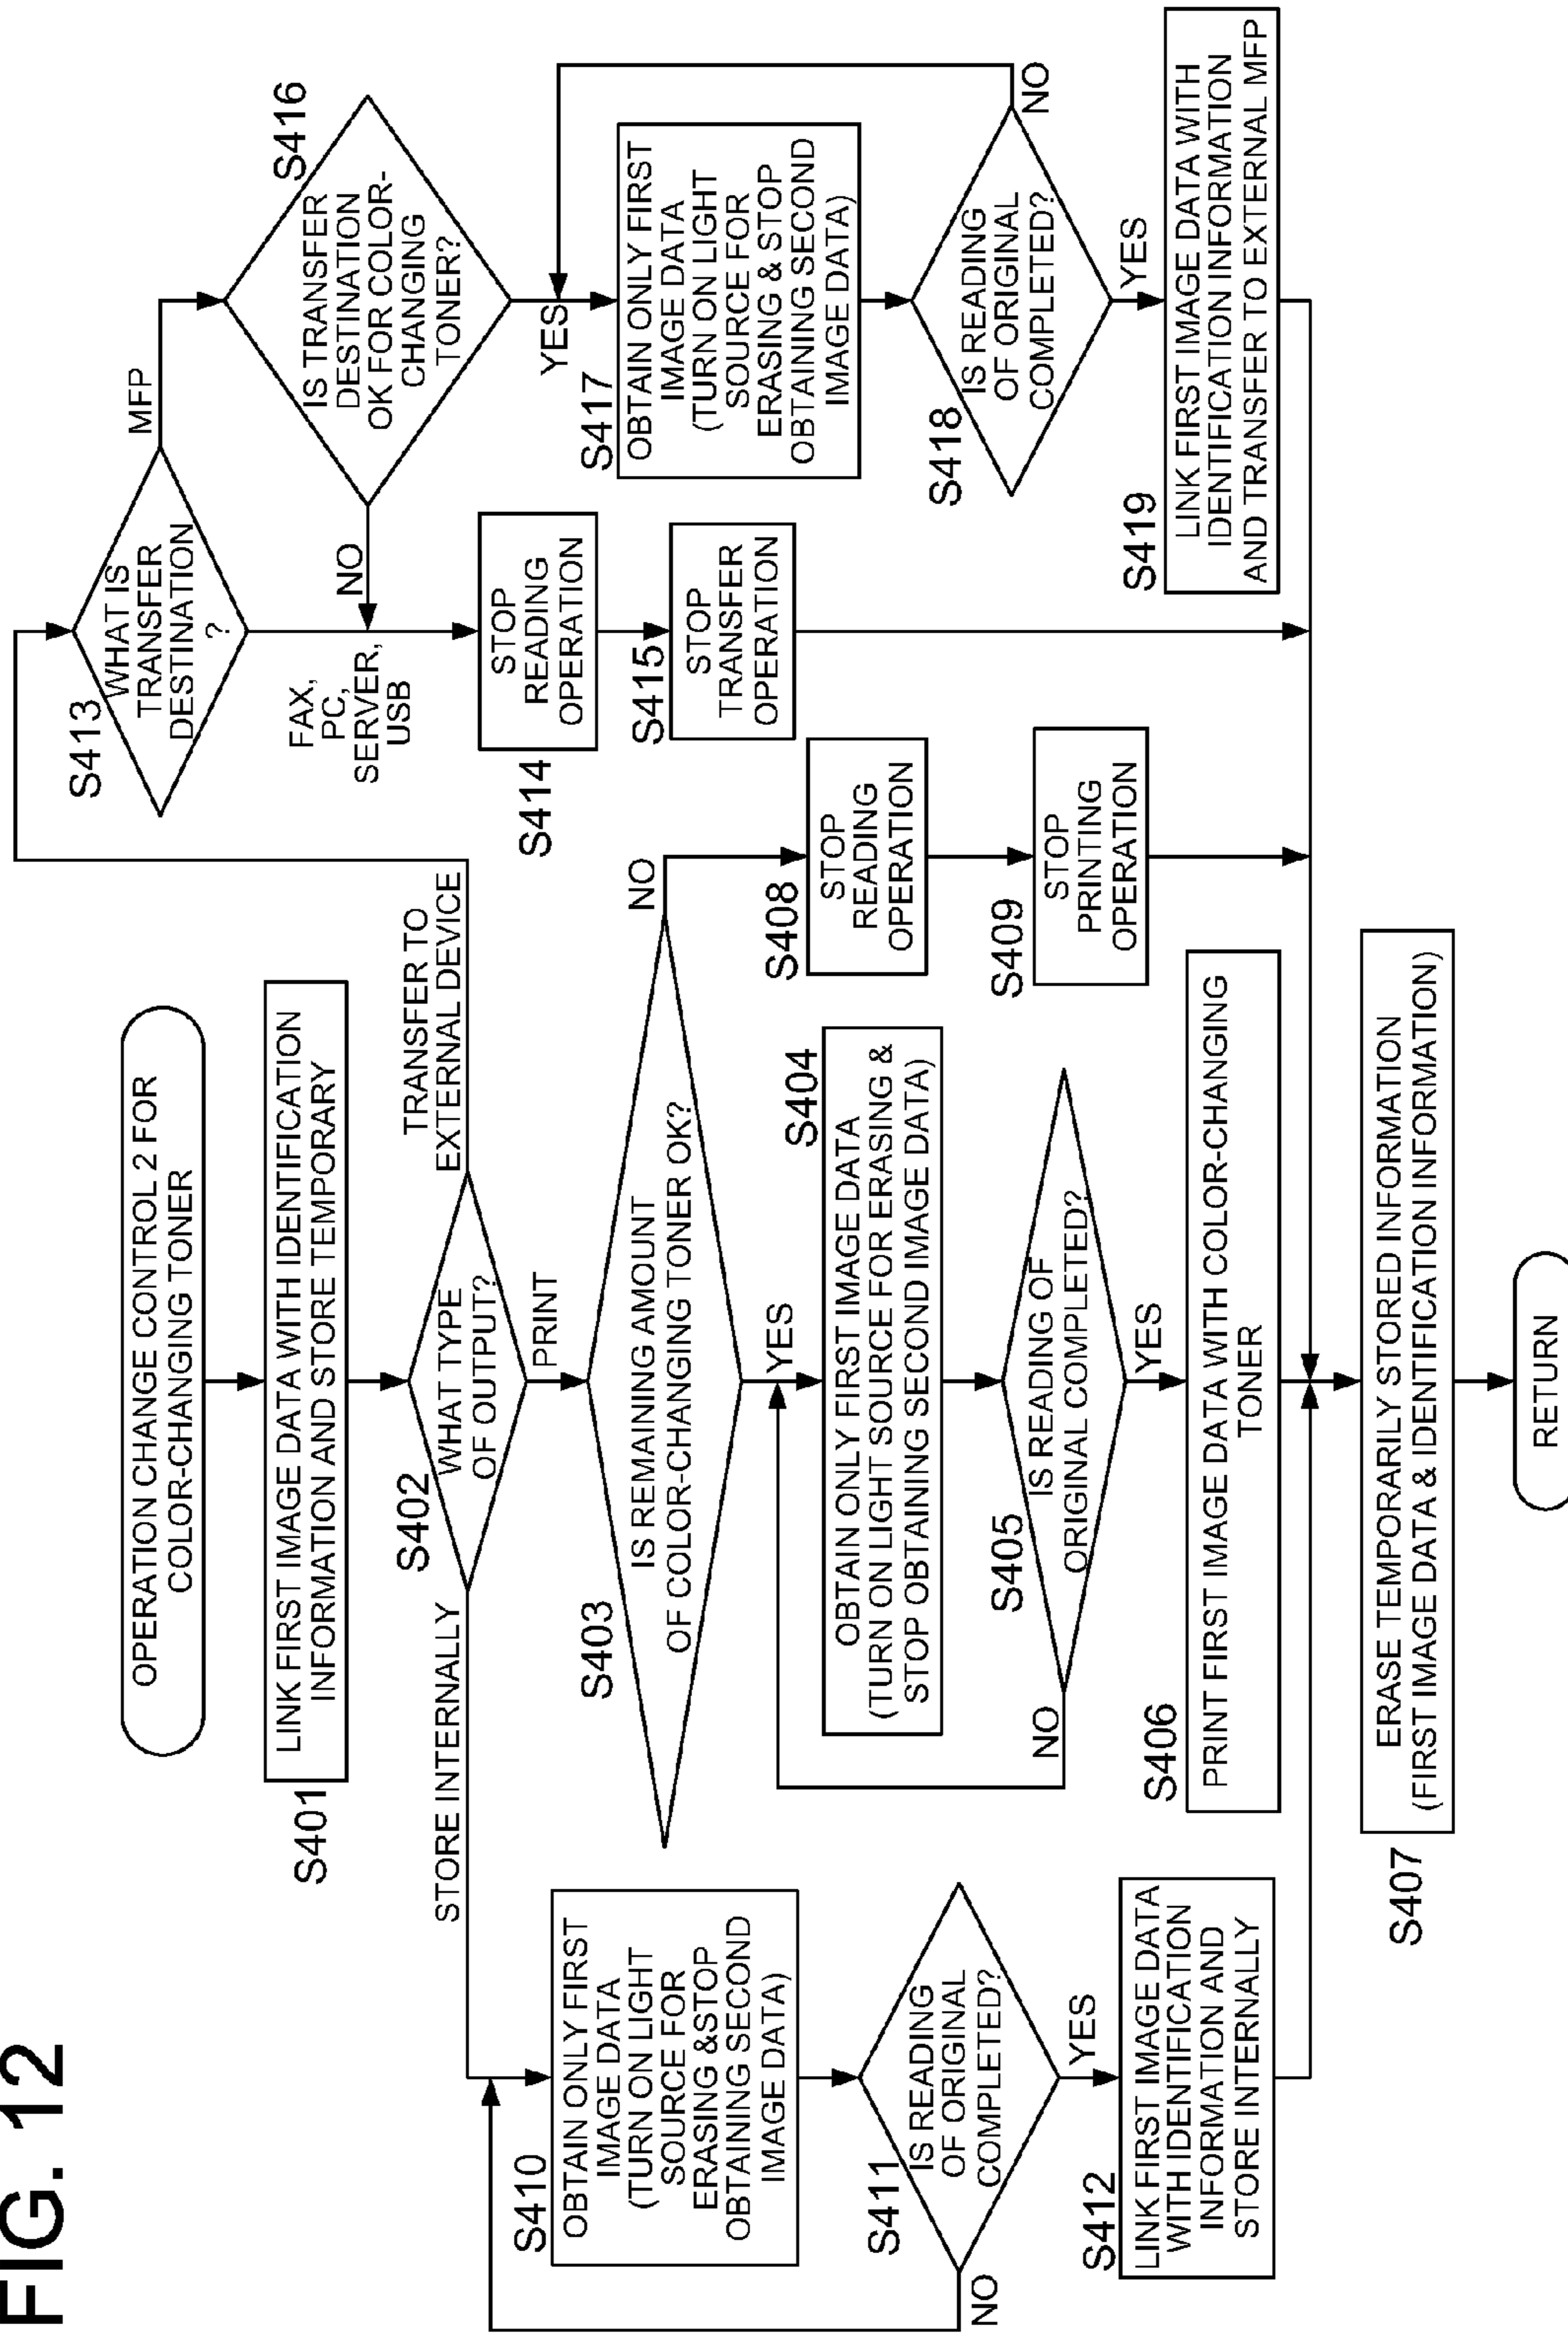 FIG. 12
OPERATION CHANGE CONTROL 2 FOR
COLOR-CHANGING TONER
S401
LINK FIRST IMAGE DATA WITH IDENTIFICATION
INFORMATION AND STORE TEMPORARY
S402
WHAT TYPE
OF OUTPUT?
STORE INTERNALLY
PRINT
TRANSFER TO
EXTERNAL DEVICE
S403
IS REMAINING AMOUNT
OF COLOR-CHANGING TONER OK?
YES
NO
S404
OBTAIN ONLY FIRST IMAGE DATA
(TURN ON LIGHT SOURCE FOR ERASING &
STOP OBTAINING SECOND IMAGE DATA)
S405
IS READING OF
ORIGINAL COMPLETED?
NO
YES
S406
PRINT FIRST IMAGE DATA WITH COLOR-CHANGING
TONER
S407
ERASE TEMPORARILY STORED INFORMATION
(FIRST IMAGE DATA & IDENTIFICATION INFORMATION)
RETURN
S408
STOP
READING
OPERATION
S409
STOP
PRINTING
OPERATION
S410
OBTAIN ONLY FIRST
IMAGE DATA
(TURN ON LIGHT
SOURCE FOR
ERASING &STOP
OBTAINING SECOND
IMAGE DATA)
S411
IS READING
OF ORIGINAL
COMPLETED?
NO
YES
S412
LINK FIRST IMAGE DATA
WITH IDENTIFICATION
INFORMATION AND
STORE INTERNALLY
S413
WHAT IS
TRANSFER
DESTINATION
?
MFP
FAX,
PC,
SERVER,
USB
S414
STOP
READING
OPERATION
S415
STOP
TRANSFER
OPERATION
S416
IS TRANSFER
DESTINATION
OK FOR COLOR-
CHANGING
TONER?
NO
YES
S417
OBTAIN ONLY FIRST
IMAGE DATA
(TURN ON LIGHT
SOURCE FOR
ERASING & STOP
OBTAINING SECOND
IMAGE DATA)
S418
IS READING
OF ORIGINAL
COMPLETED?
NO
YES
S419
LINK FIRST IMAGE DATA WITH
IDENTIFICATION INFORMATION
AND TRANSFER TO EXTERNAL MFP